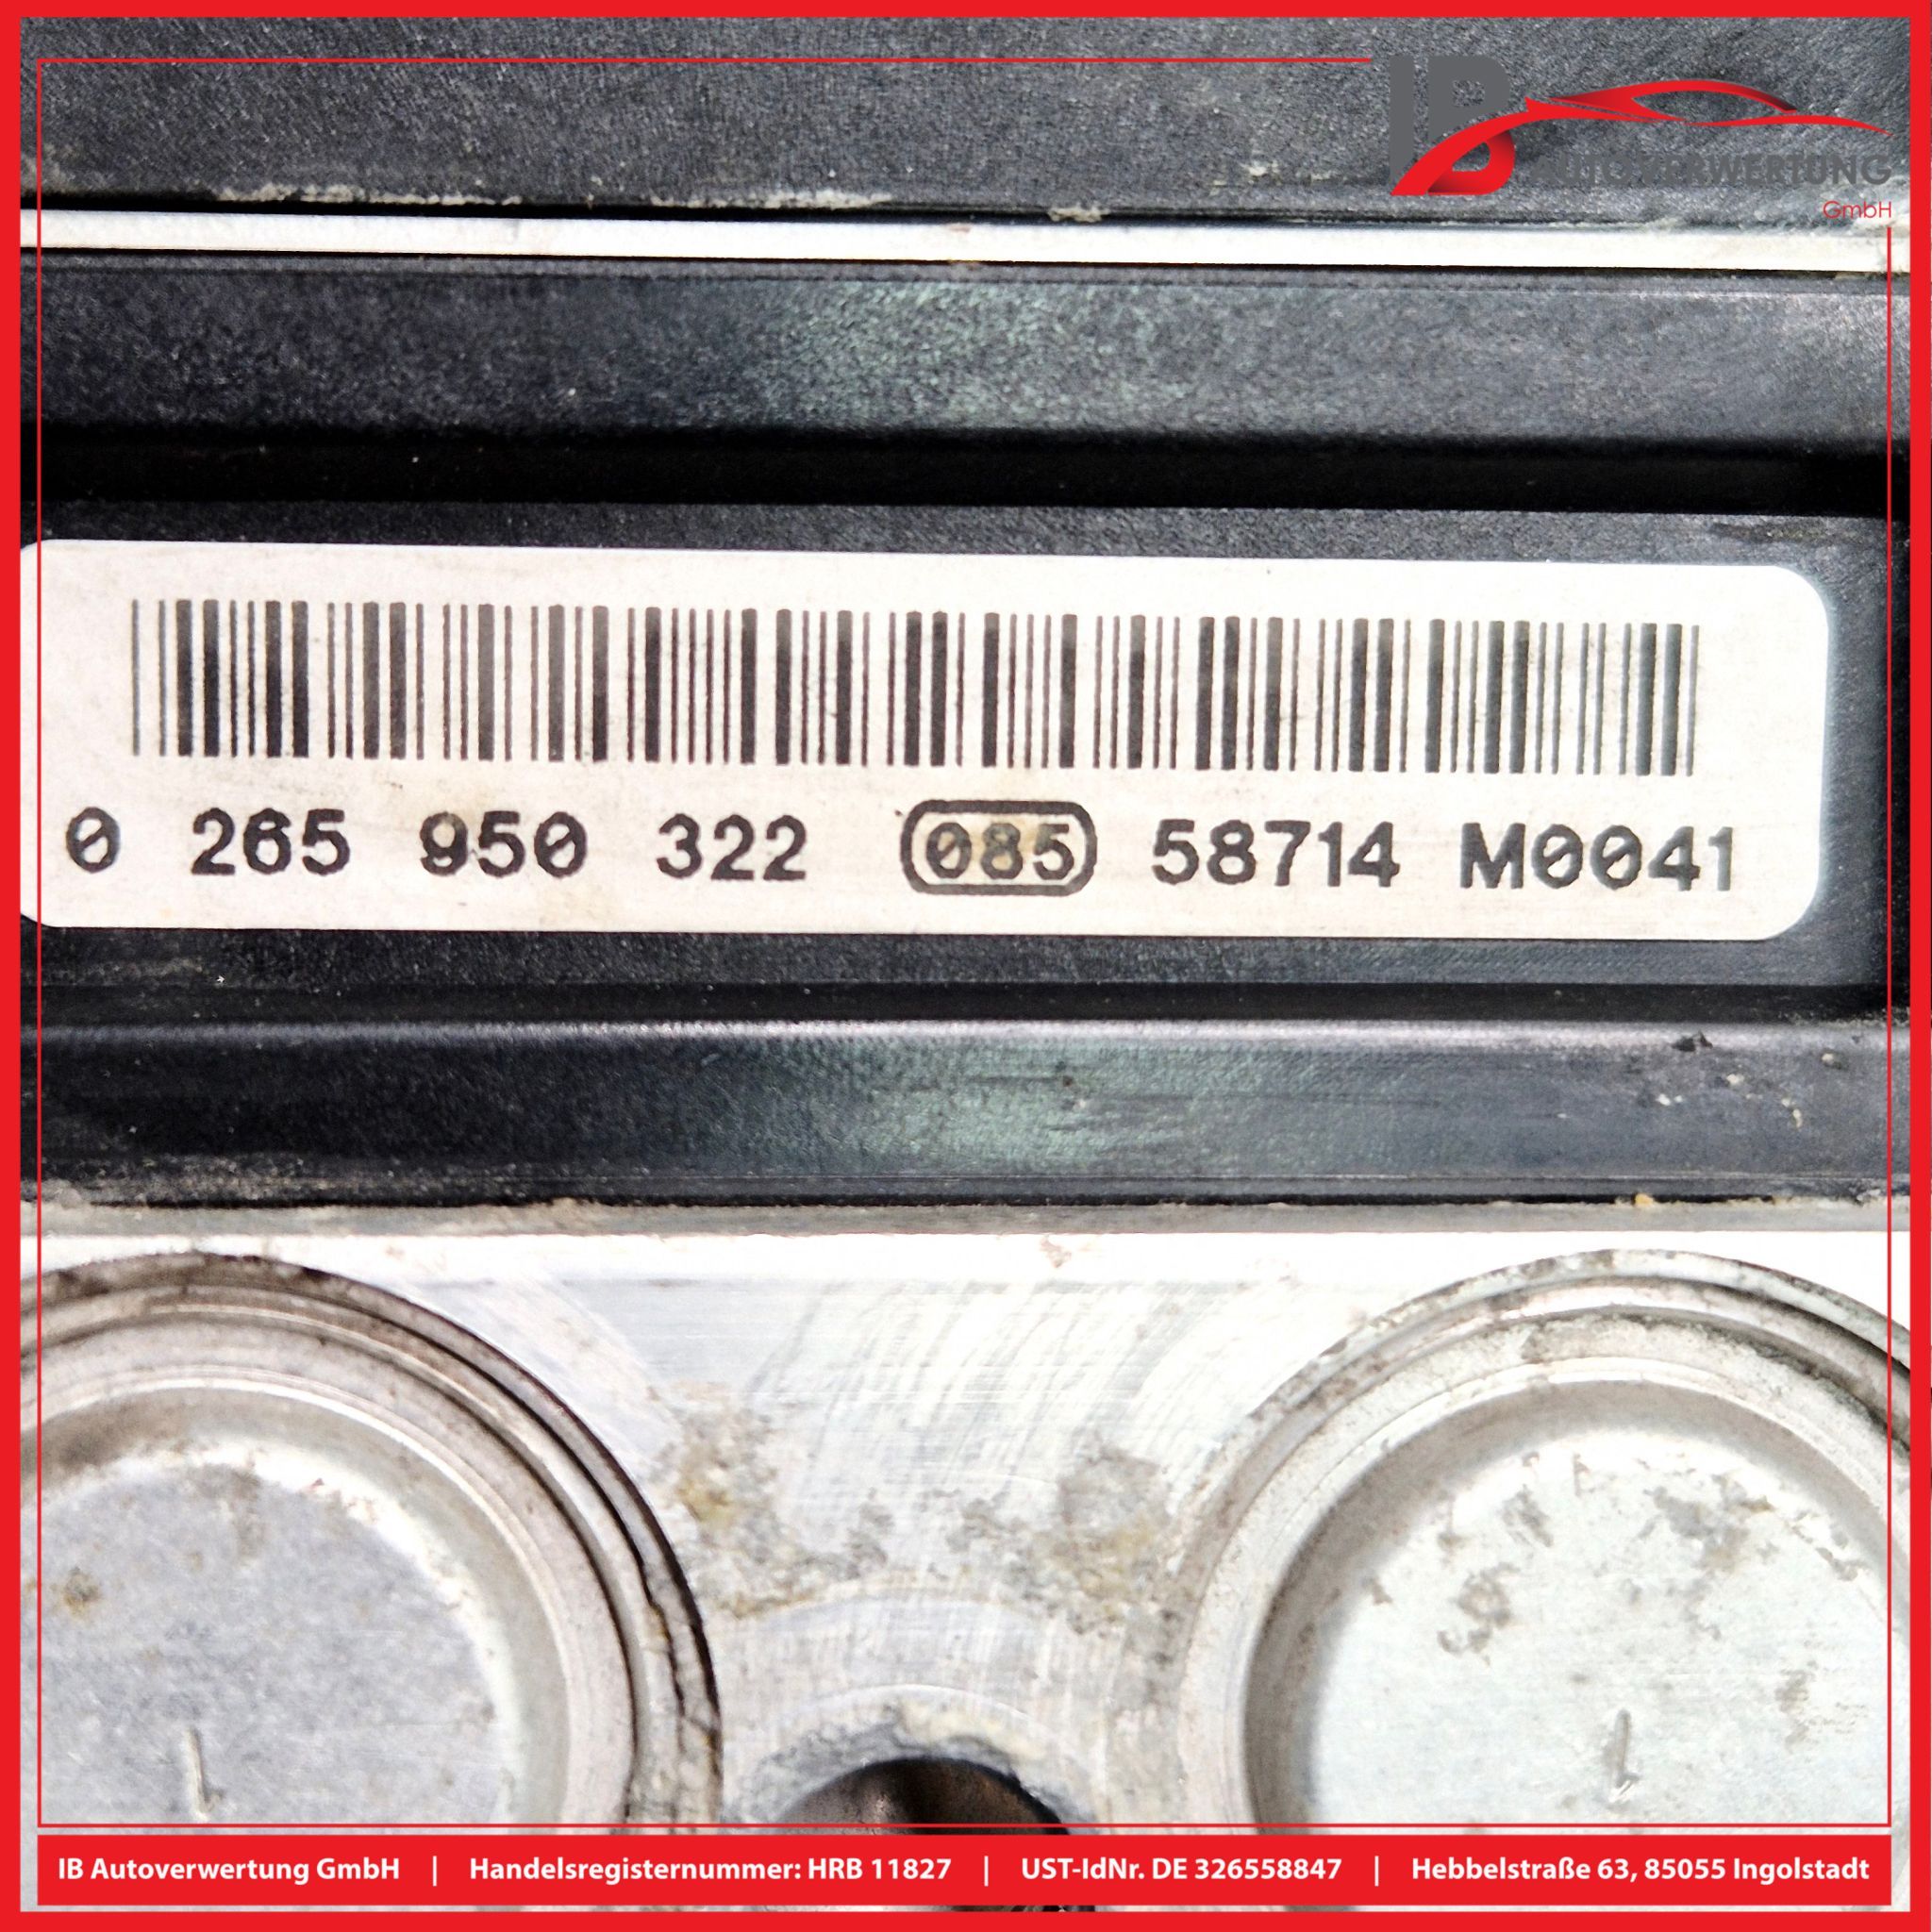 IB
AUTOVERWERTUNG
GmbH
0 265 950 322 085 58714 M0041
IB Autoverwertung GmbH | Handelsregisternummer: HRB 11827 | UST-IdNr. DE 326558847 | Hebbelstraße 63, 85055 Ingolstadt